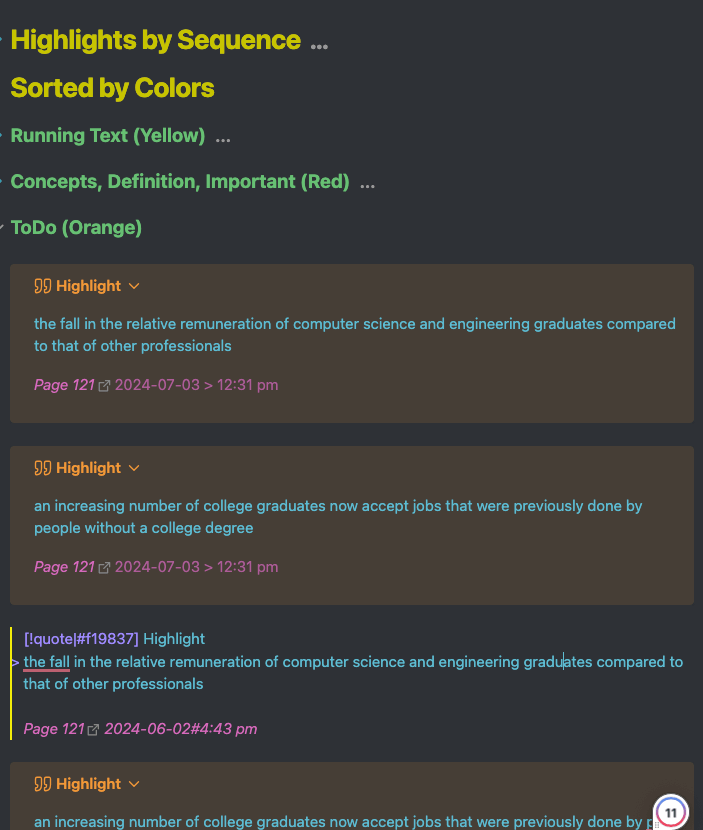 Highlights by Sequence ...
Sorted by Colors
Running Text (Yellow) ...
Concepts, Definition, Important (Red) ...
ToDo (Orange)
Highlight
the fall in the relative remuneration of computer science and engineering graduates compared
to that of other professionals
Page 121 2024-07-03 > 12:31 pm
Highlight
an increasing number of college graduates now accept jobs that were previously done by
people without a college degree
Page 121 2024-07-03 > 12:31 pm
[!quote|#f19837] Highlight
> the fall in the relative remuneration of computer science and engineering graduates compared to
that of other professionals
Page 121 2024-06-02#4:43 pm
Highlight
an increasing number of college graduates now accept jobs that were previously done by
11